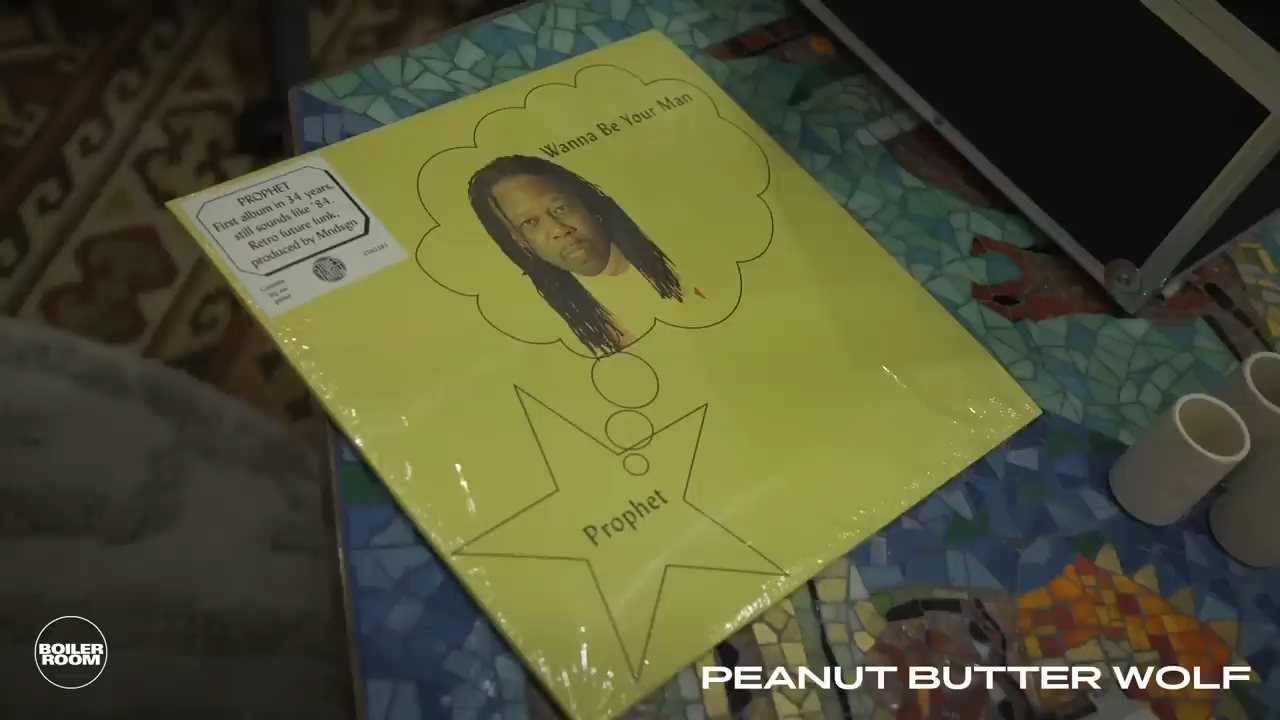 Wanna Be Your Man
PROPHET
First album in 34 years,
still sounds like '84.
Retro future funk,
produced by Mndsgn
Prophet
BOILER
ROOM
PEANUT BUTTER WOLF